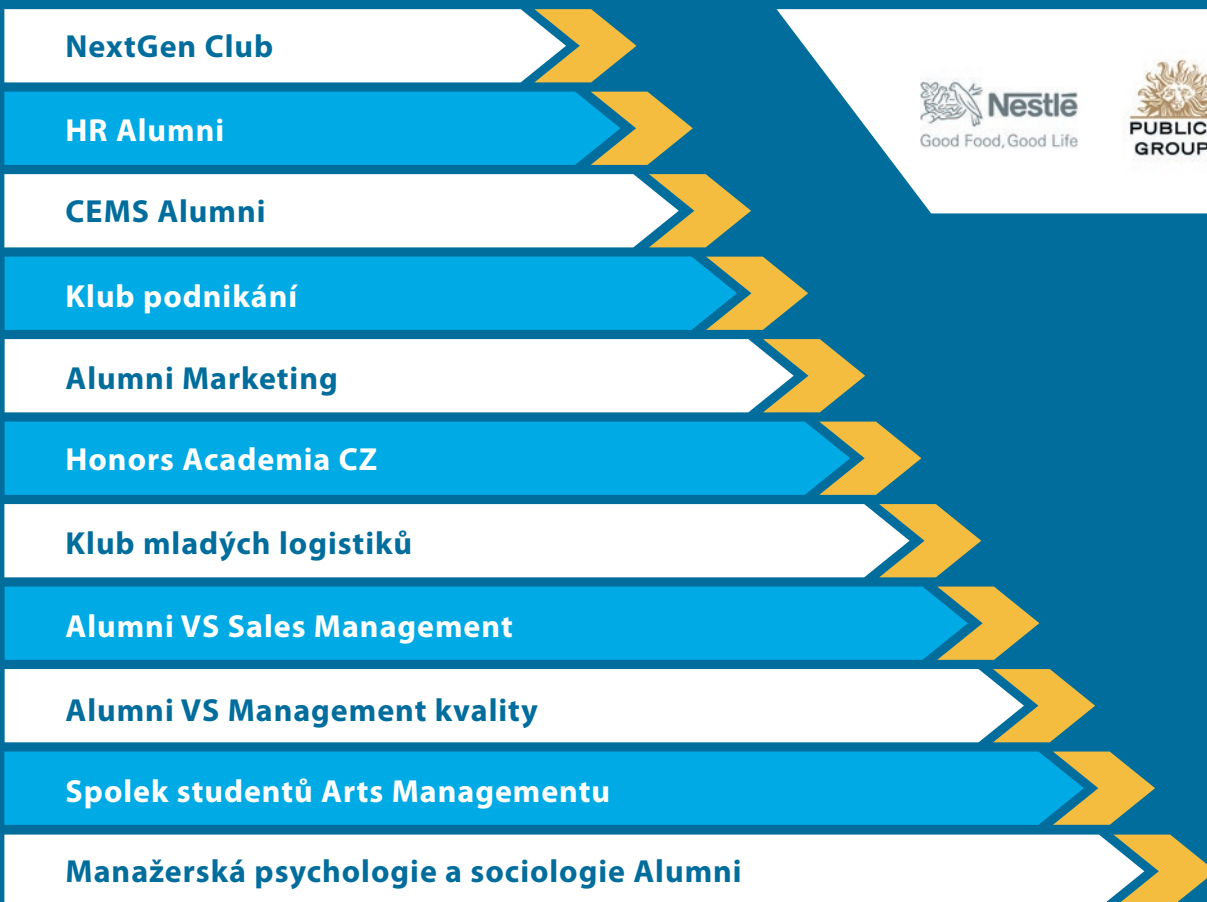 NextGen Club
HR Alumni
CEMS Alumni
Klub podnikání
Alumni Marketing
Honors Academia CZ
Klub mladých logistiků
Alumni VS Sales Management
Alumni VS Management kvality
Spolek studentů Arts Managementu
Manažerská psychologie a sociologie Alumni
Nestlé
Good Food, Good Life
PUBLIC
GROUP